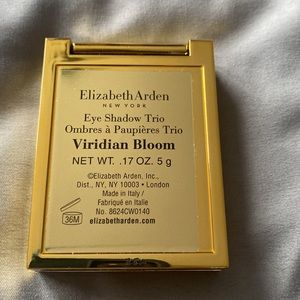 Elizabeth Arden
NEW YORK
Eye Shadow Trio
Ombres à Paupières Trio
Viridian Bloom
NET WT. .17 OZ. 5 g
©Elizabeth Arden, Inc.,
Dist., NY, NY 10003 • London
Made in Italy /
Fabriqué en Italie
No. 8624CW0140
36M
elizabetharden.com